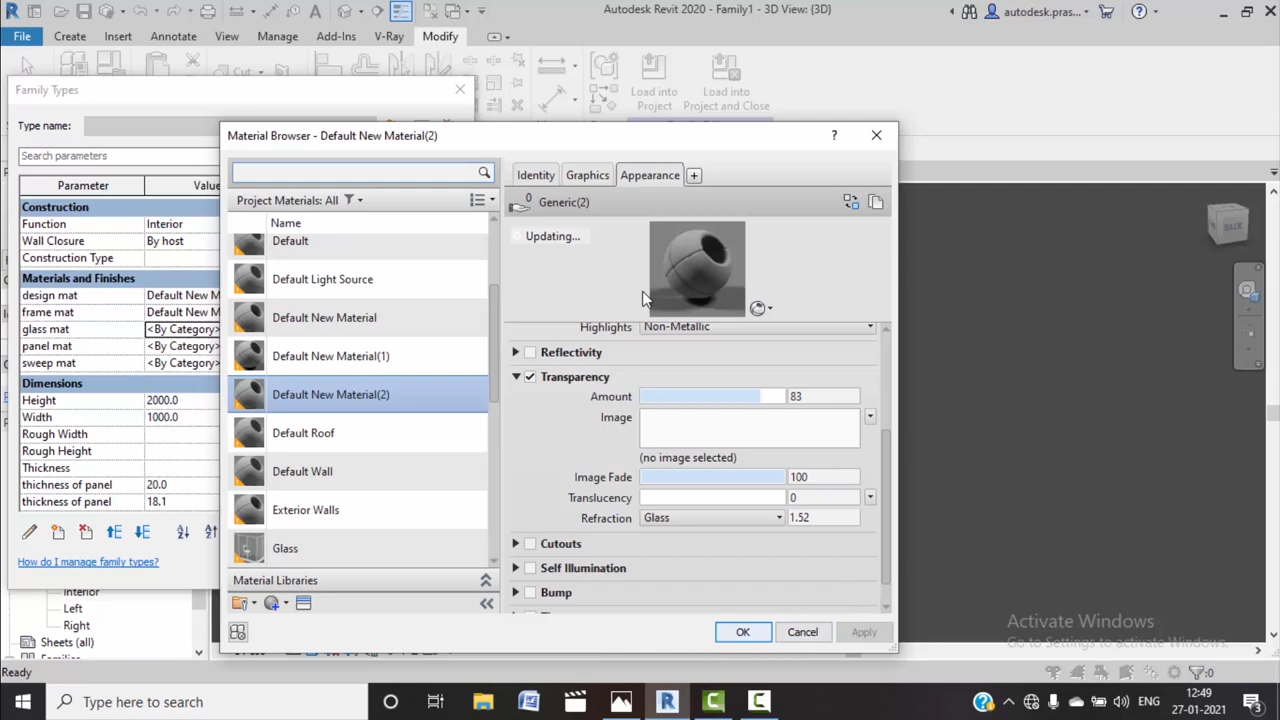 Autodesk Revit 2020 - Family1 - 3D View: {3D}
autodesk.pras...
File Create Insert Annotate View Manage Add-Ins V-Ray Modify
Cut
Load into
Project
Load into
Project and Close
Family Types
Type name:
Search parameters
Parameter Value
Construction
Function Interior
Wall Closure By host
Construction Type
Materials and Finishes
design mat Default New M
frame mat Default New M
glass mat <By Category>
panel mat <By Category>
sweep mat <By Category>
Dimensions
Height 2000.0
Width 1000.0
Rough Width
Rough Height
Thickness
thichness of panel 20.0
thichness of panel 18.1
How do I manage family types?
Interior
Left
Right
Sheets (all)
Families
Ready
Material Browser - Default New Material(2)
?
Project Materials: All
Name
Default
Default Light Source
Default New Material
Default New Material(1)
Default New Material(2)
Default Roof
Default Wall
Exterior Walls
Glass
Material Libraries
Identity Graphics Appearance +
0
Generic(2)
Updating...
Highlights Non-Metallic
Reflectivity
Transparency
Amount 83
Image
(no image selected)
Image Fade 100
Translucency 0
Refraction Glass 1.52
Cutouts
Self Illumination
Bump
OK Cancel Apply
BACK
Activate Windows
Go to Settings to activate Windows.
:0
Type here to search
ENG
12:49
27-01-2021
3